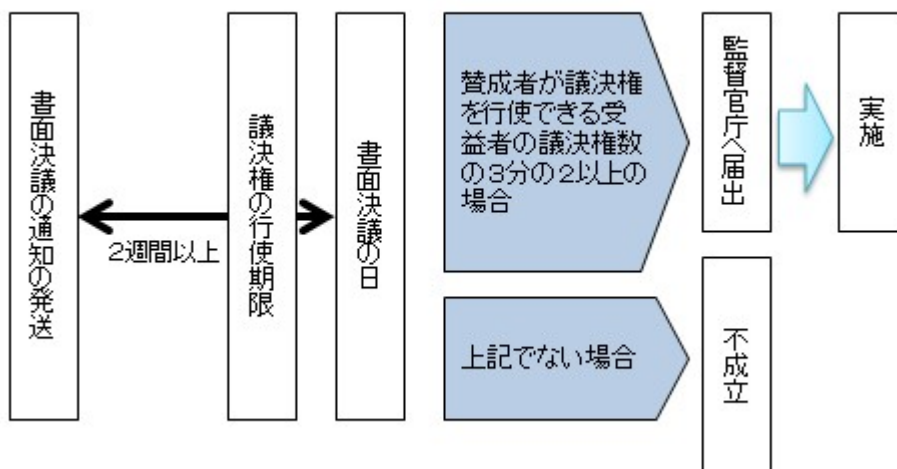 書面決議の通知の発送
2週間以上
議決権の行使期限
書面決議の日
賛成者が議決権
を行使できる受
益者の議決権数
の3分の2以上の
場合
監督官庁へ届出
実施
上記でない場合
不成立